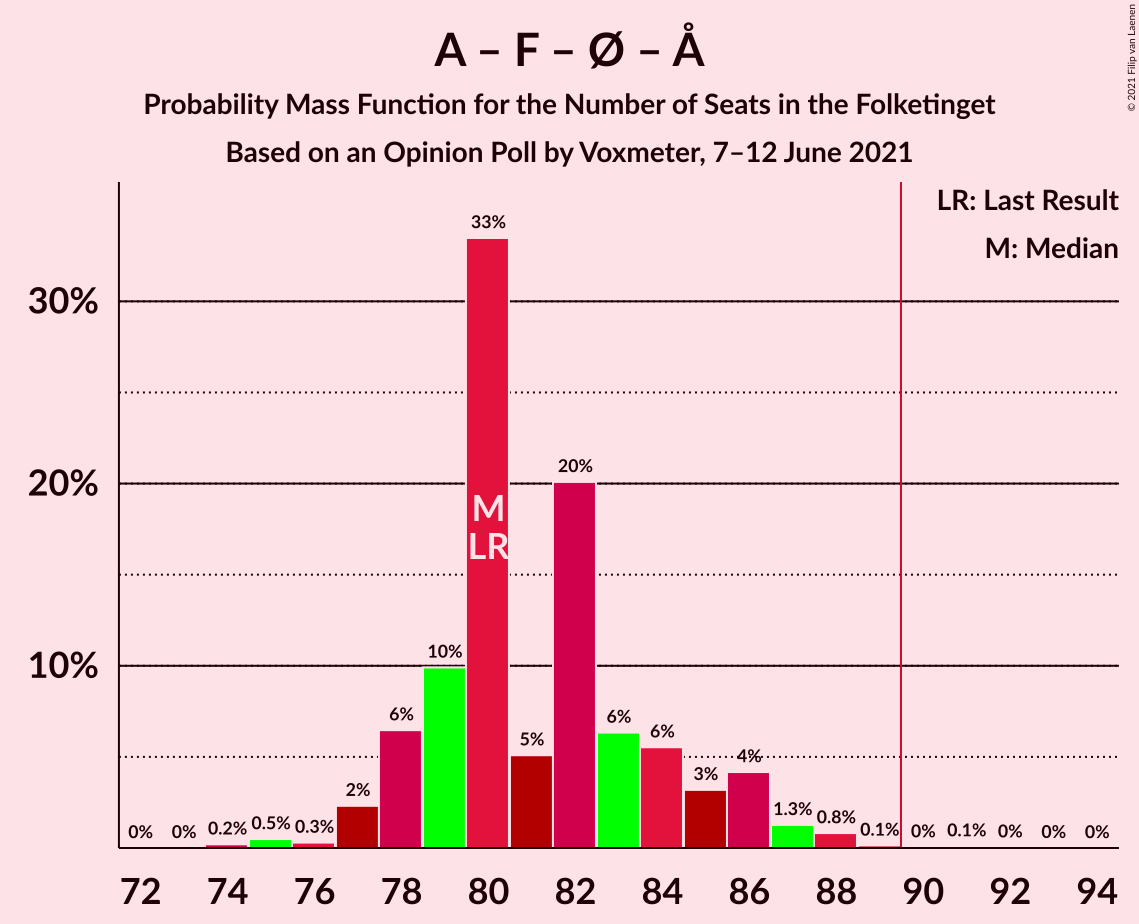 A – F – Ø – Å
Probability Mass Function for the Number of Seats in the Folketinget
Based on an Opinion Poll by Voxmeter, 7–12 June 2021
© 2021 Filip van Laenen
LR: Last Result
M: Median
33%
30%
20%
20%
M
LR
10%
10%
6%
6%
6%
5%
4%
3%
2%
1.3%
0.8%
0% 0% 0.2% 0.5% 0.3% 0.1% 0% 0.1% 0% 0% 0%
72 74 76 78 80 82 84 86 88 90 92 94